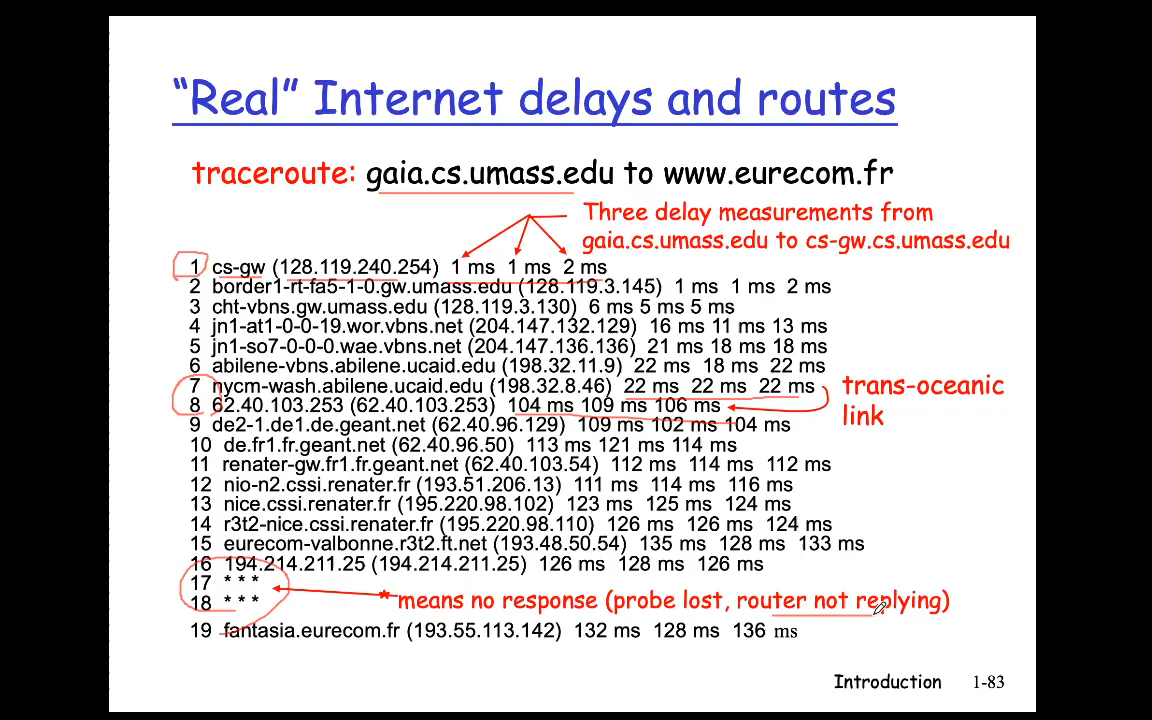 “Real” Internet delays and routes
traceroute: gaia.cs.umass.edu to www.eurecom.fr
Three delay measurements from
gaia.cs.umass.edu to cs-gw.cs.umass.edu
1 cs-gw (128.119.240.254) 1 ms 1 ms 2 ms
2 border1-rt-fa5-1-0.gw.umass.edu (128.119.3.145) 1 ms 1 ms 2 ms
3 cht-vbns.gw.umass.edu (128.119.3.130) 6 ms 5 ms 5 ms
4 jn1-at1-0-0-19.wor.vbns.net (204.147.132.129) 16 ms 11 ms 13 ms
5 jn1-so7-0-0-0.wae.vbns.net (204.147.136.136) 21 ms 18 ms 18 ms
6 abilene-vbns.abilene.ucaid.edu (198.32.11.9) 22 ms 18 ms 22 ms
7 nycm-wash.abilene.ucaid.edu (198.32.8.46) 22 ms 22 ms 22 ms
8 62.40.103.253 (62.40.103.253) 104 ms 109 ms 106 ms
trans-oceanic
link
9 de2-1.de1.de.geant.net (62.40.96.129) 109 ms 102 ms 104 ms
10 de.fr1.fr.geant.net (62.40.96.50) 113 ms 121 ms 114 ms
11 renater-gw.fr1.fr.geant.net (62.40.103.54) 112 ms 114 ms 112 ms
12 nio-n2.cssi.renater.fr (193.51.206.13) 111 ms 114 ms 116 ms
13 nice.cssi.renater.fr (195.220.98.102) 123 ms 125 ms 124 ms
14 r3t2-nice.cssi.renater.fr (195.220.98.110) 126 ms 126 ms 124 ms
15 eurecom-valbonne.r3t2.ft.net (193.48.50.54) 135 ms 128 ms 133 ms
16 194.214.211.25 (194.214.211.25) 126 ms 128 ms 126 ms
17 * * *
18 * * *
* means no response (probe lost, router not replying)
19 fantasia.eurecom.fr (193.55.113.142) 132 ms 128 ms 136 ms
Introduction 1-83